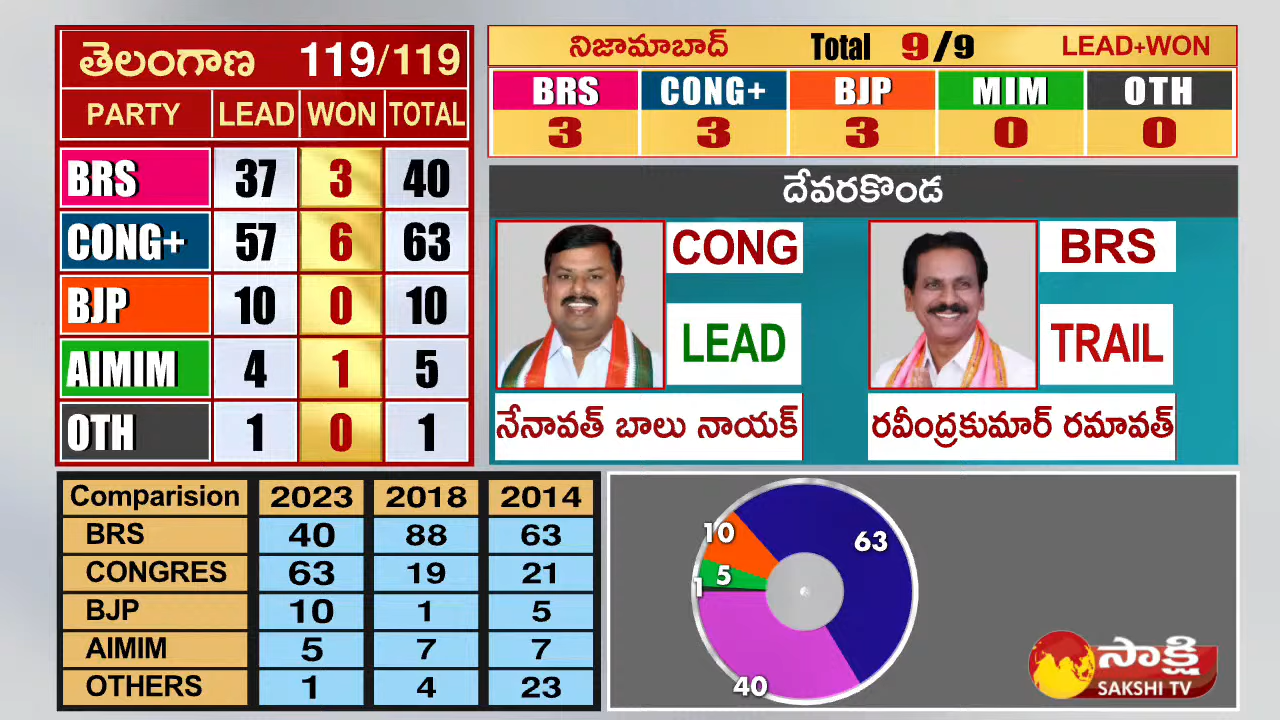 తెలంగాణ 119/119
PARTY LEAD WON TOTAL
BRS 37 3 40
CONG+ 57 6 63
BJP 10 0 10
AIMIM 4 1 5
OTH 1 0 1
నిజామాబాద్ Total 9/9 LEAD+WON
BRS CONG+ BJP MIM OTH
3 3 3 0 0
దేవరకొండ
CONG BRS
LEAD TRAIL
నేనావత్ బాలు నాయక్ రవీంద్రకుమార్ రమావత్
Comparision 2023 2018 2014
BRS 40 88 63
CONGRES 63 19 21
BJP 10 1 5
AIMIM 5 7 7
OTHERS 1 4 23
10 63
5
1
40
సాక్షి
SAKSHI TV